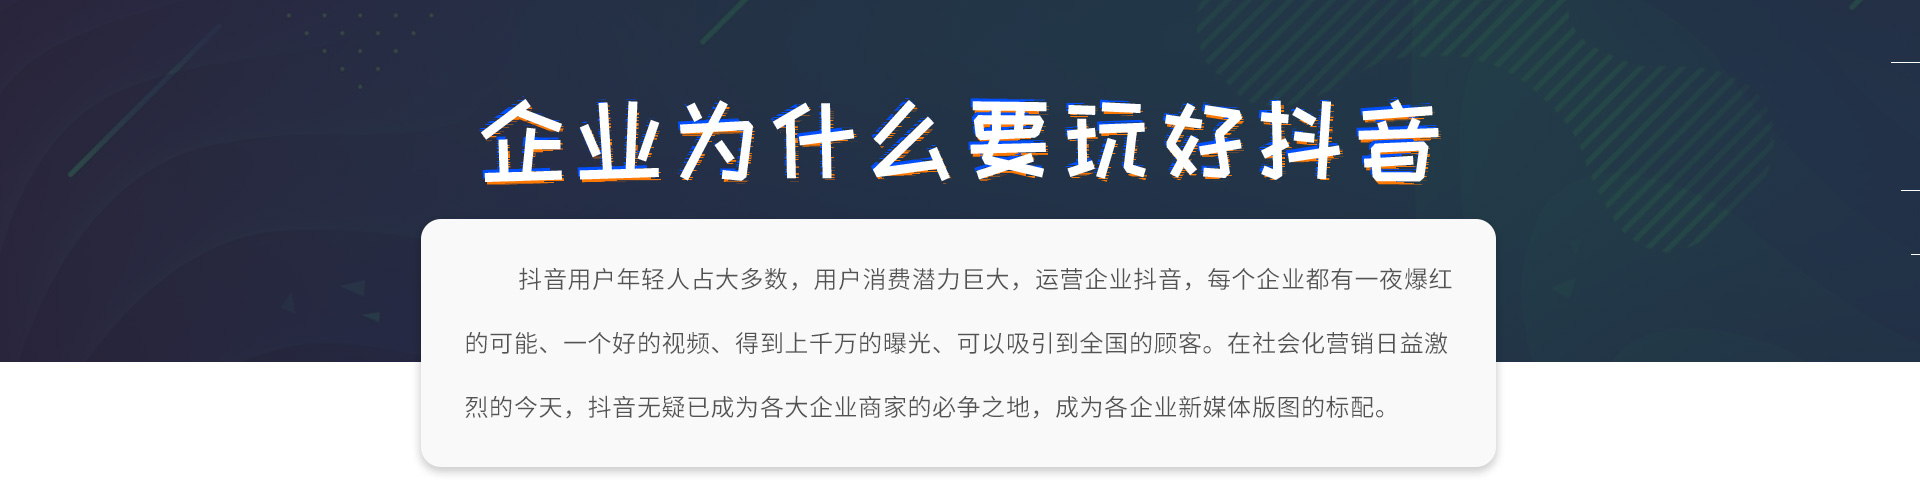 企业为什么要玩好抖音
抖音用户年轻人占大多数，用户消费潜力巨大，运营企业抖音，每个企业都有一夜爆红
的可能、一个好的视频、得到上千万的曝光、可以吸引到全国的顾客。在社会化营销日益激
烈的今天，抖音无疑已成为各大企业商家的必争之地，成为各企业新媒体版图的标配。